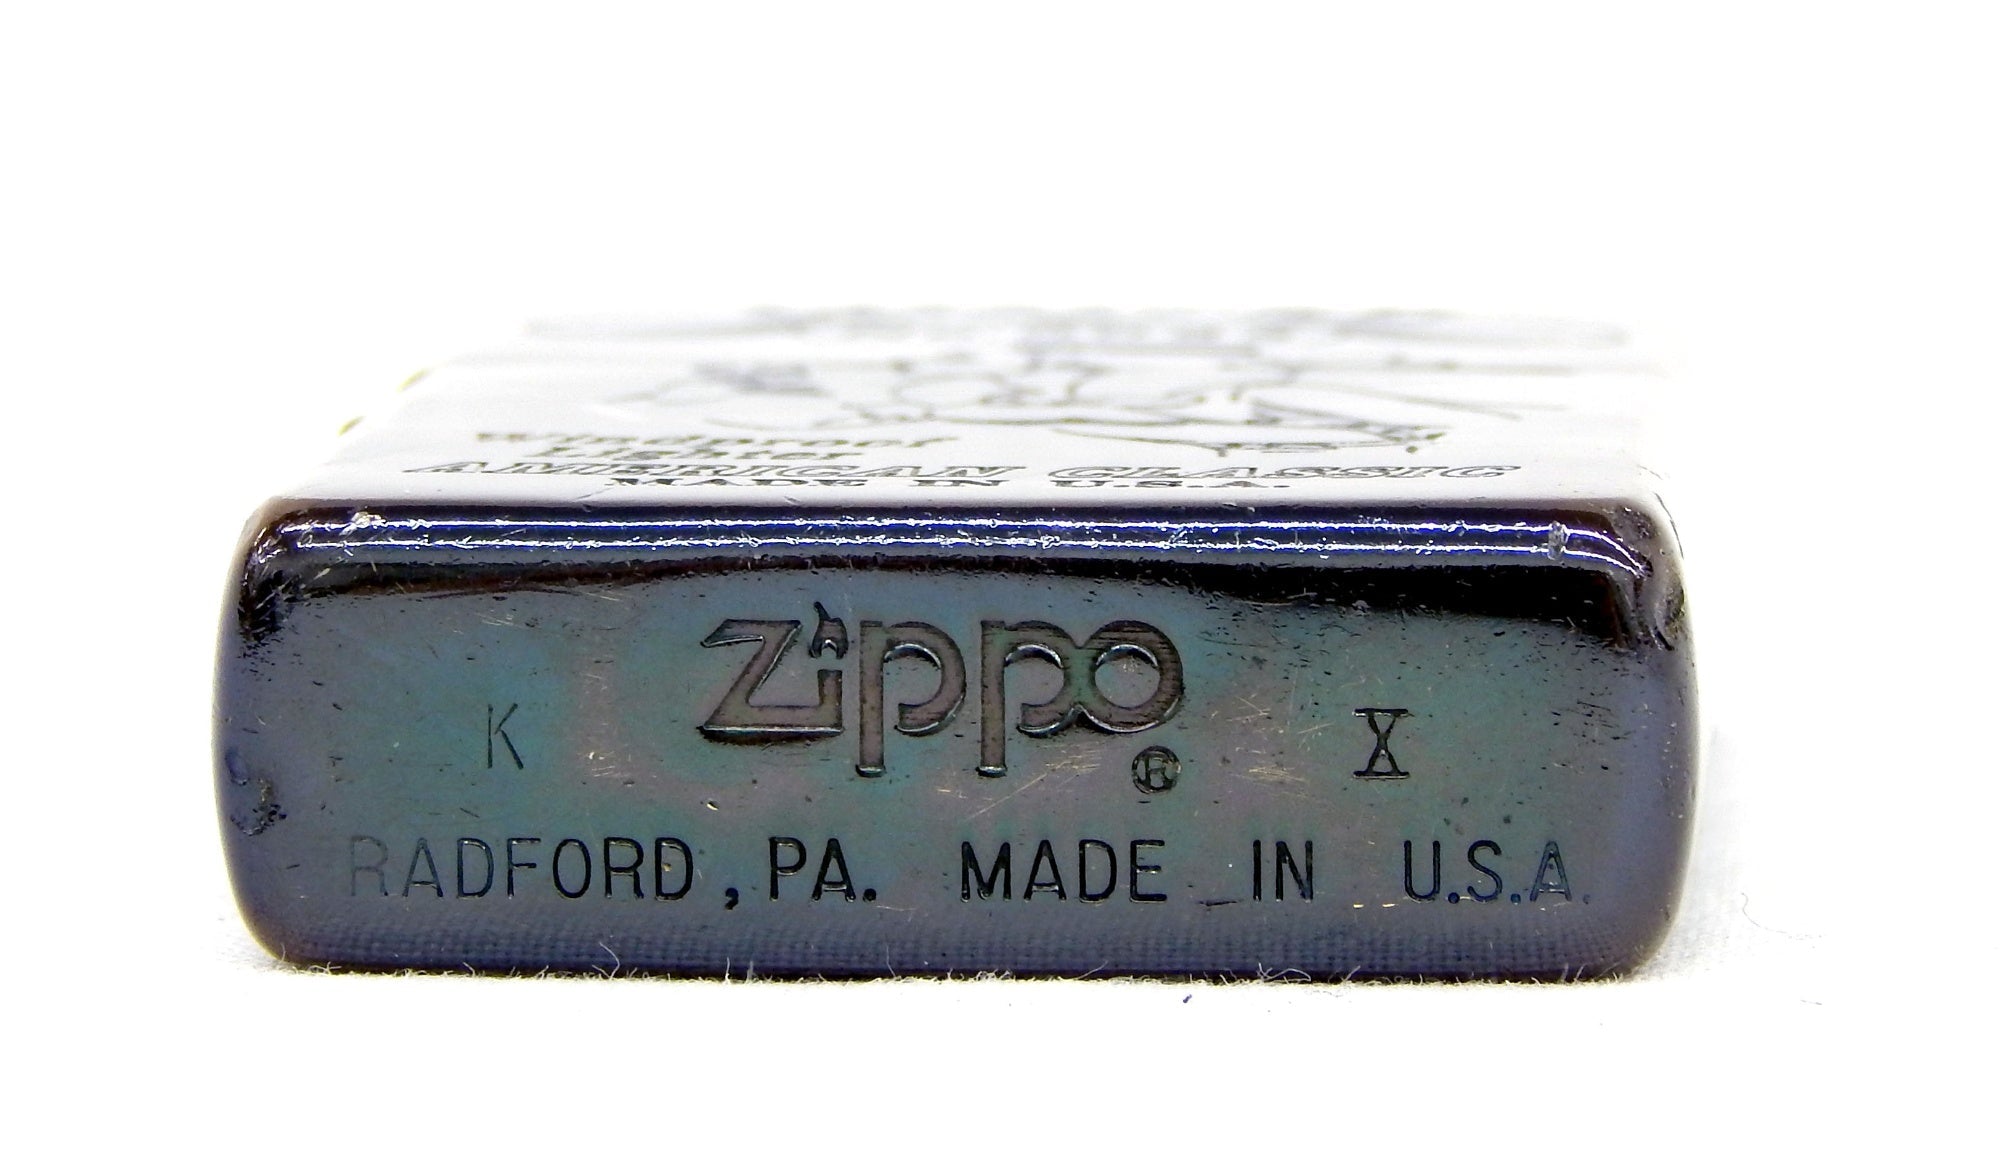 Windproof
Lighter
AMERICAN CLASSIC
MADE IN U.S.A.
zippo ®
K X
RADFORD, PA. MADE IN U.S.A.